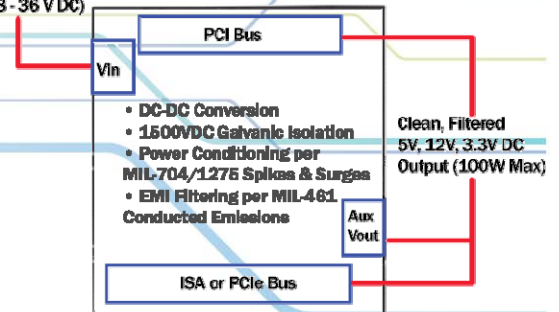 - 36 V DC)
PCI Bus
Vin
• DC-DC Conversion
• 1500VDC Galvanic Isolation
• Power Conditioning per
MIL-704/1275 Spikes & Surges
• EMI Filtering per MIL-461
Conducted Emissions
Clean, Filtered
5V, 12V, 3.3V DC
Output (100W Max)
Aux
Vout
ISA or PCIe Bus